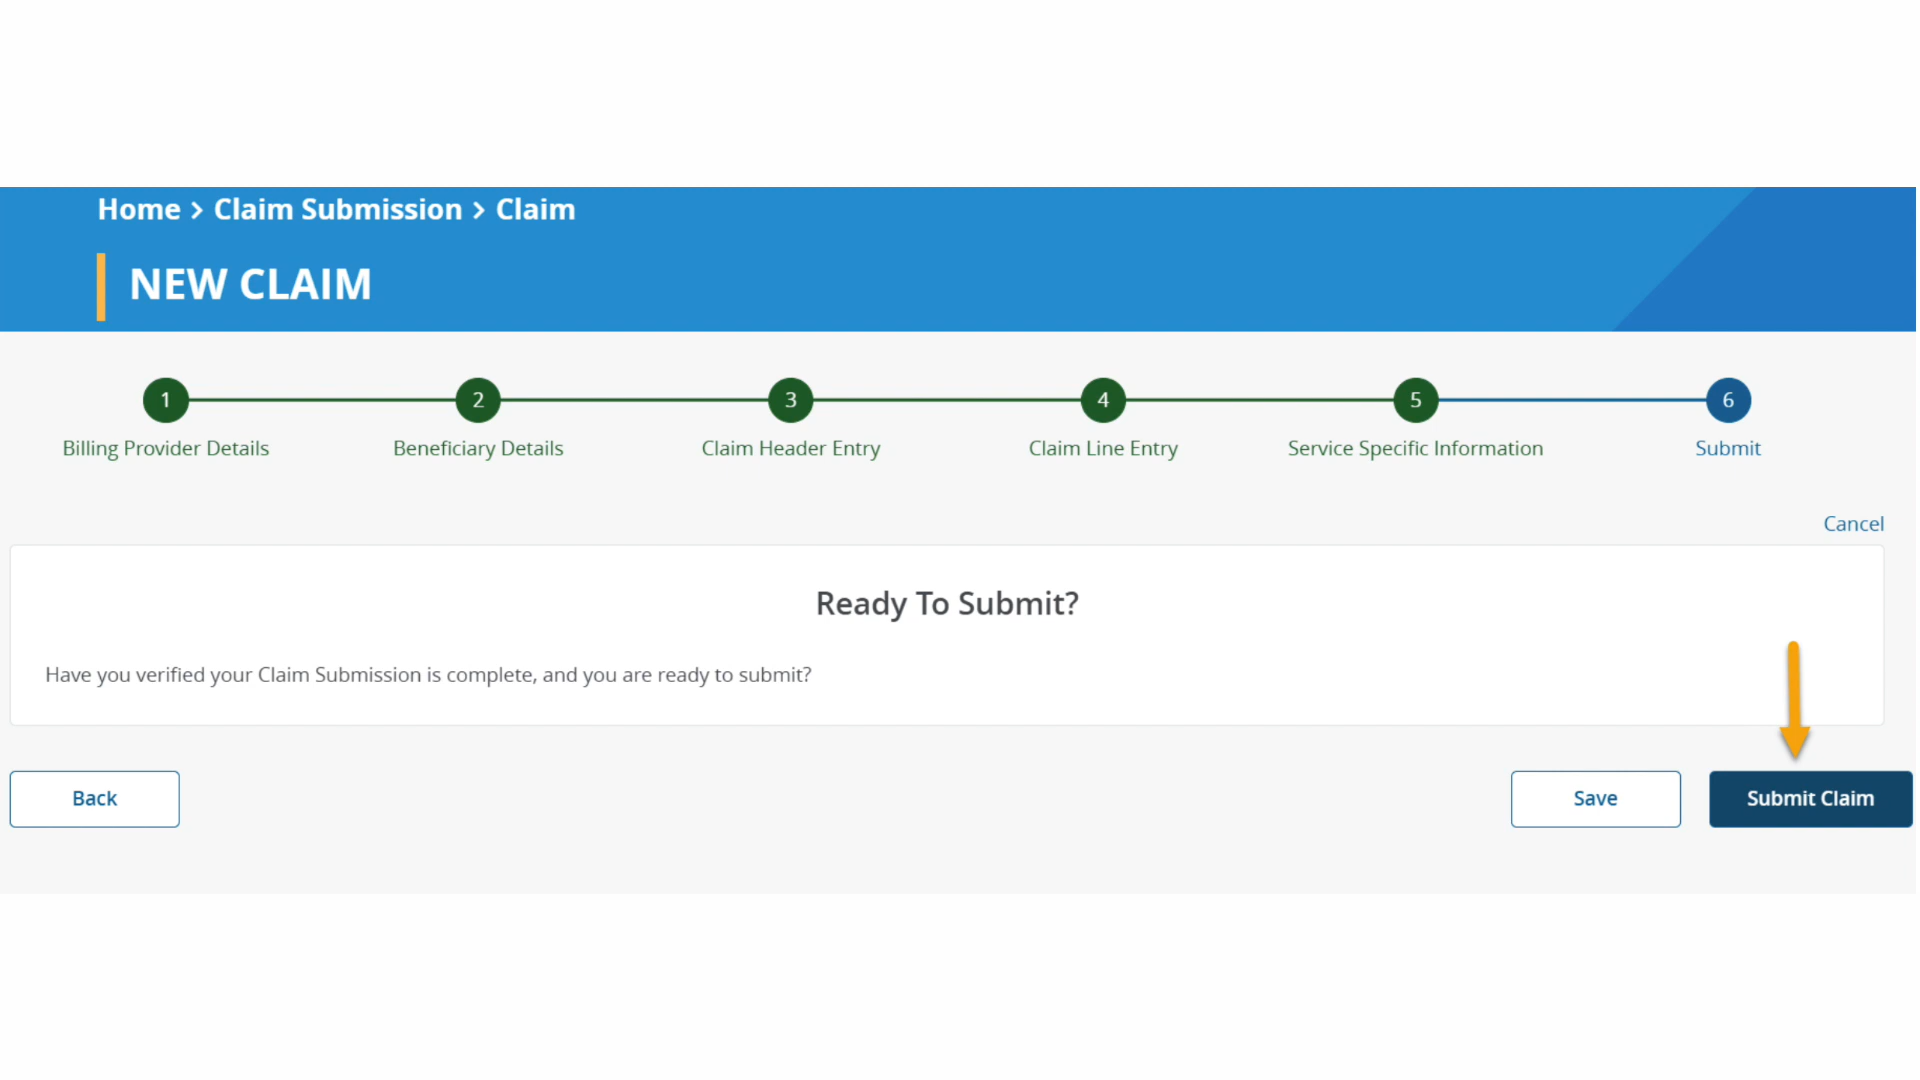 Home > Claim Submission > Claim
NEW CLAIM
1 2 3 4 5 6
Billing Provider Details Beneficiary Details Claim Header Entry Claim Line Entry Service Specific Information Submit
Cancel
Ready To Submit?
Have you verified your Claim Submission is complete, and you are ready to submit?
Back Save Submit Claim